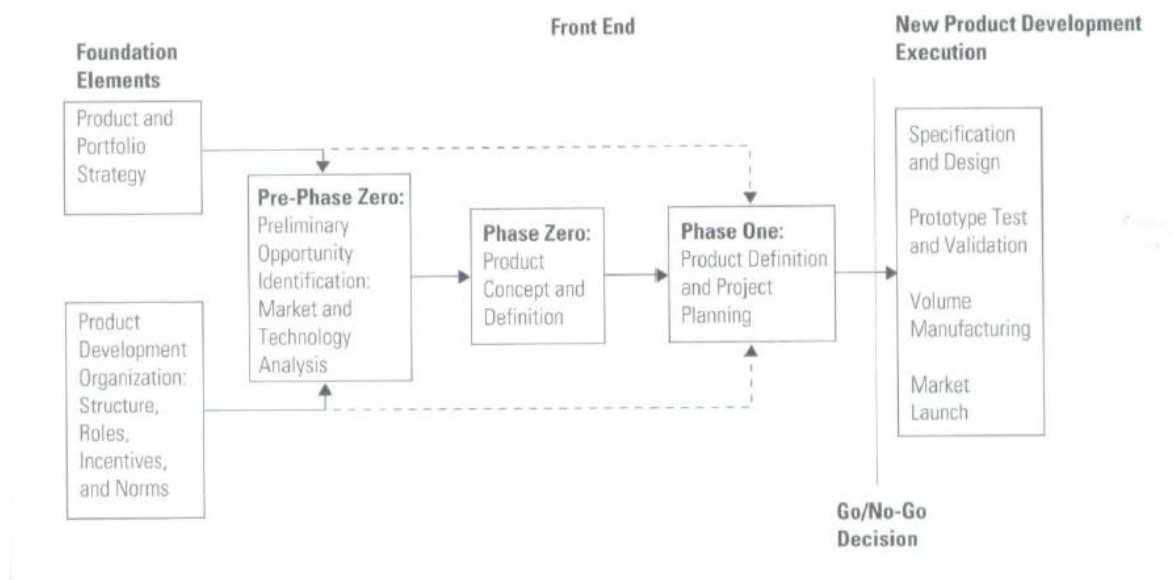 Front End
New Product Development
Execution
Foundation
Elements
Product and
Portfolio
Strategy
Product
Development
Organization:
Structure,
Roles,
Incentives,
and Norms
Pre-Phase Zero:
Preliminary
Opportunity
Identification:
Market and
Technology
Analysis
Phase Zero:
Product
Concept and
Definition
Phase One:
Product Definition
and Project
Planning
Specification
and Design
Prototype Test
and Validation
Volume
Manufacturing
Market
Launch
Go/No-Go
Decision